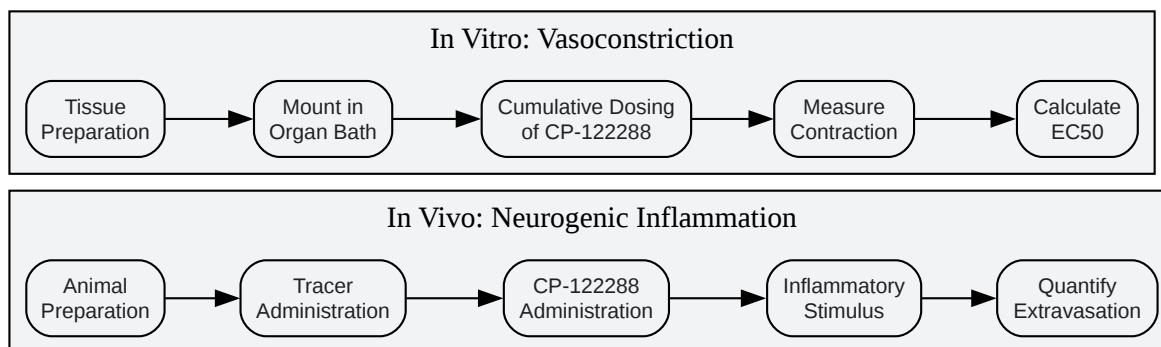 In Vitro: Vasoconstriction
Tissue
Preparation
Mount in
Organ Bath
Cumulative Dosing
of CP-122288
Measure
Contraction
Calculate
EC50
In Vivo: Neurogenic Inflammation
Animal
Preparation
Tracer
Administration
CP-122288
Administration
Inflammatory
Stimulus
Quantify
Extravasation